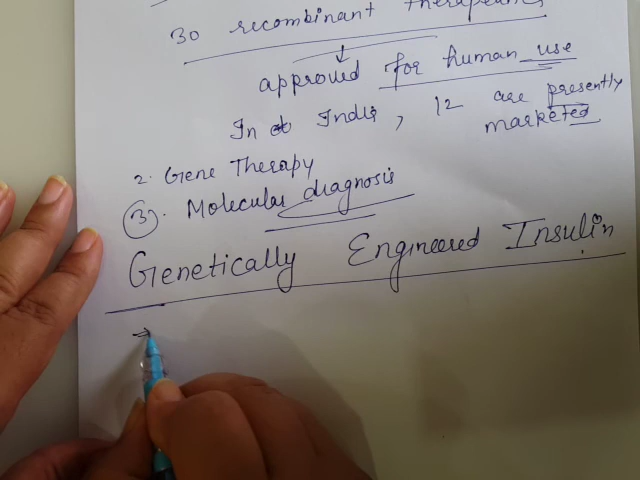 30 recombinant therapeutics
↓
approved for human use
In India, 12 are presently
marketed
2. Gene Therapy
3). Molecular diagnosis
Genetically Engineered Insulin
→